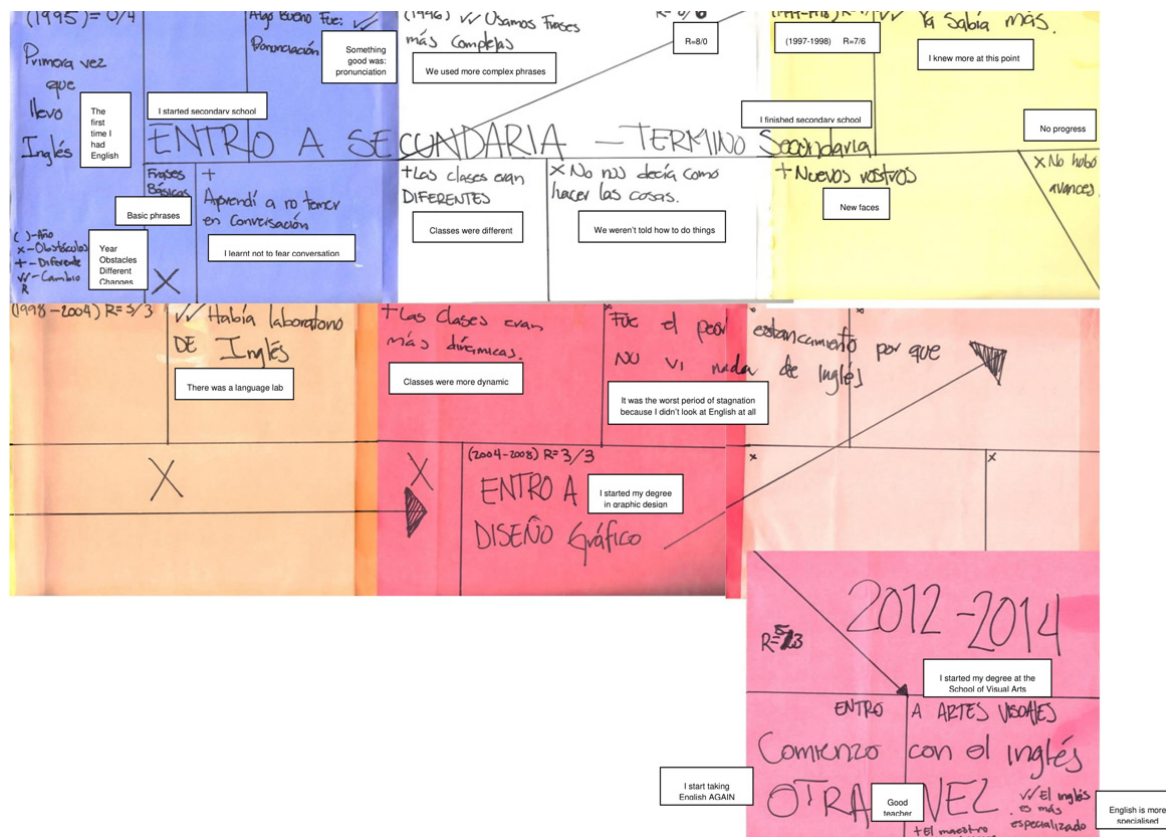 (1995) = 0/4
Primera vez
que
llevo
Inglés
The
first
time I
had
English
Algo Bueno Fue: ✓✓
Pronunciación
Something
good was:
pronunciation
I started secondary school
ENTRO A SECUNDARIA — TERMINO Secundaria
Frases
Básicas
Basic phrases
+
Aprendí a no temer
en Conversación
I learnt not to fear conversation
( )-Año
x-Obstáculos
+-Diferente
✓✓-Cambio
R
Year
Obstacles
Different
Changes
X
(1996) ✓✓ Usamos Frases
más Complejas
We used more complex phrases
R=8/0
+Las clases eran
DIFERENTES
Classes were different
X No nos decía como
hacer las cosas.
We weren't told how to do things
(1997-1998) R=7/6
Ya sabía más.
I knew more at this point
I finished secondary school
No progress
+ Nuevos rostros
New faces
X No hubo
avances.
(1998-2004) R=3/3
✓✓ Había laboratorio
DE Inglés
There was a language lab
X
+Las Clases eran
más dinámicas.
Classes were more dynamic
X
Fue el peor estancamiento por que
NO VI nada de Inglés
It was the worst period of stagnation
because I didn't look at English at all
(2004-2008) R=3/3
ENTRO A
DISEÑO Gráfico
I started my degree
in graphic design
x
x
x
2012-2014
I started my degree at the
School of Visual Arts
ENTRO A ARTES VISUALES
Comienzo con el inglés
OTRA VEZ
I start taking
English AGAIN
Good
teacher
+El maestro
✓✓ El inglés
es más
especializado
English is more
specialised